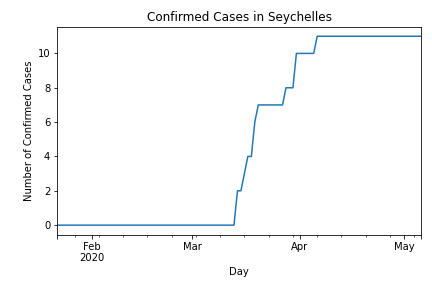 Confirmed Cases in Seychelles
Number of Confirmed Cases
10
8
6
4
2
0
Feb
2020
Mar
Apr
May
Day